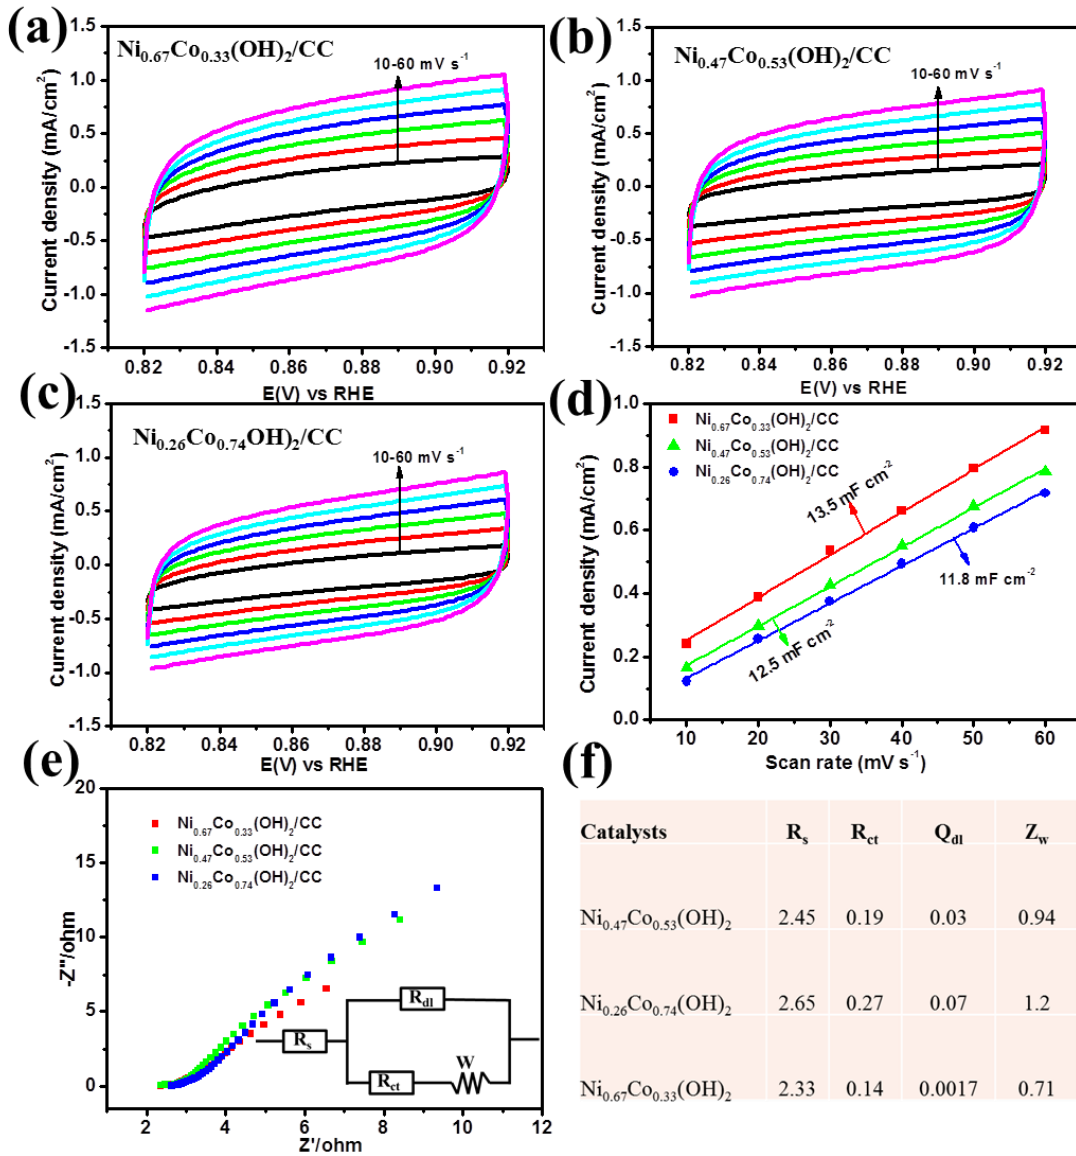 (a)
Ni0.67Co0.33(OH)2/CC
10-60 mV s-1
Current density (mA/cm2)
1.5
1.0
0.5
0.0
-0.5
-1.0
-1.5
0.82 0.84 0.86 0.88 0.90 0.92
E(V) vs RHE
(b)
Ni0.47Co0.53(OH)2/CC
10-60 mV s-1
Current density (mA/cm2)
1.5
1.0
0.5
0.0
-0.5
-1.0
-1.5
0.82 0.84 0.86 0.88 0.90 0.92
E(V) vs RHE
(c)
Ni0.26Co0.74OH)2/CC
10-60 mV s-1
Current density (mA/cm2)
1.5
1.0
0.5
0.0
-0.5
-1.0
-1.5
0.82 0.84 0.86 0.88 0.90 0.92
E(V) vs RHE
(d)
Ni0.67Co0.33(OH)2/CC
Ni0.47Co0.53(OH)2/CC
Ni0.26Co0.74(OH)2/CC
13.5 mF cm-2
12.5 mF cm-2
11.8 mF cm-2
Current density (mA/cm2)
1.0
0.8
0.6
0.4
0.2
0.0
10 20 30 40 50 60
Scan rate (mV s-1)
(e)
Ni0.67Co0.33(OH)2/CC
Ni0.47Co0.53(OH)2/CC
Ni0.26Co0.74(OH)2/CC
-Z"/ohm
20
15
10
5
0
Rs
Rdl
Rct
W
2 4 6 8 10 12
Z'/ohm
(f)
Catalysts Rs Rct Qdl Zw
Ni0.47Co0.53(OH)2 2.45 0.19 0.03 0.94
Ni0.26Co0.74(OH)2 2.65 0.27 0.07 1.2
Ni0.67Co0.33(OH)2 2.33 0.14 0.0017 0.71